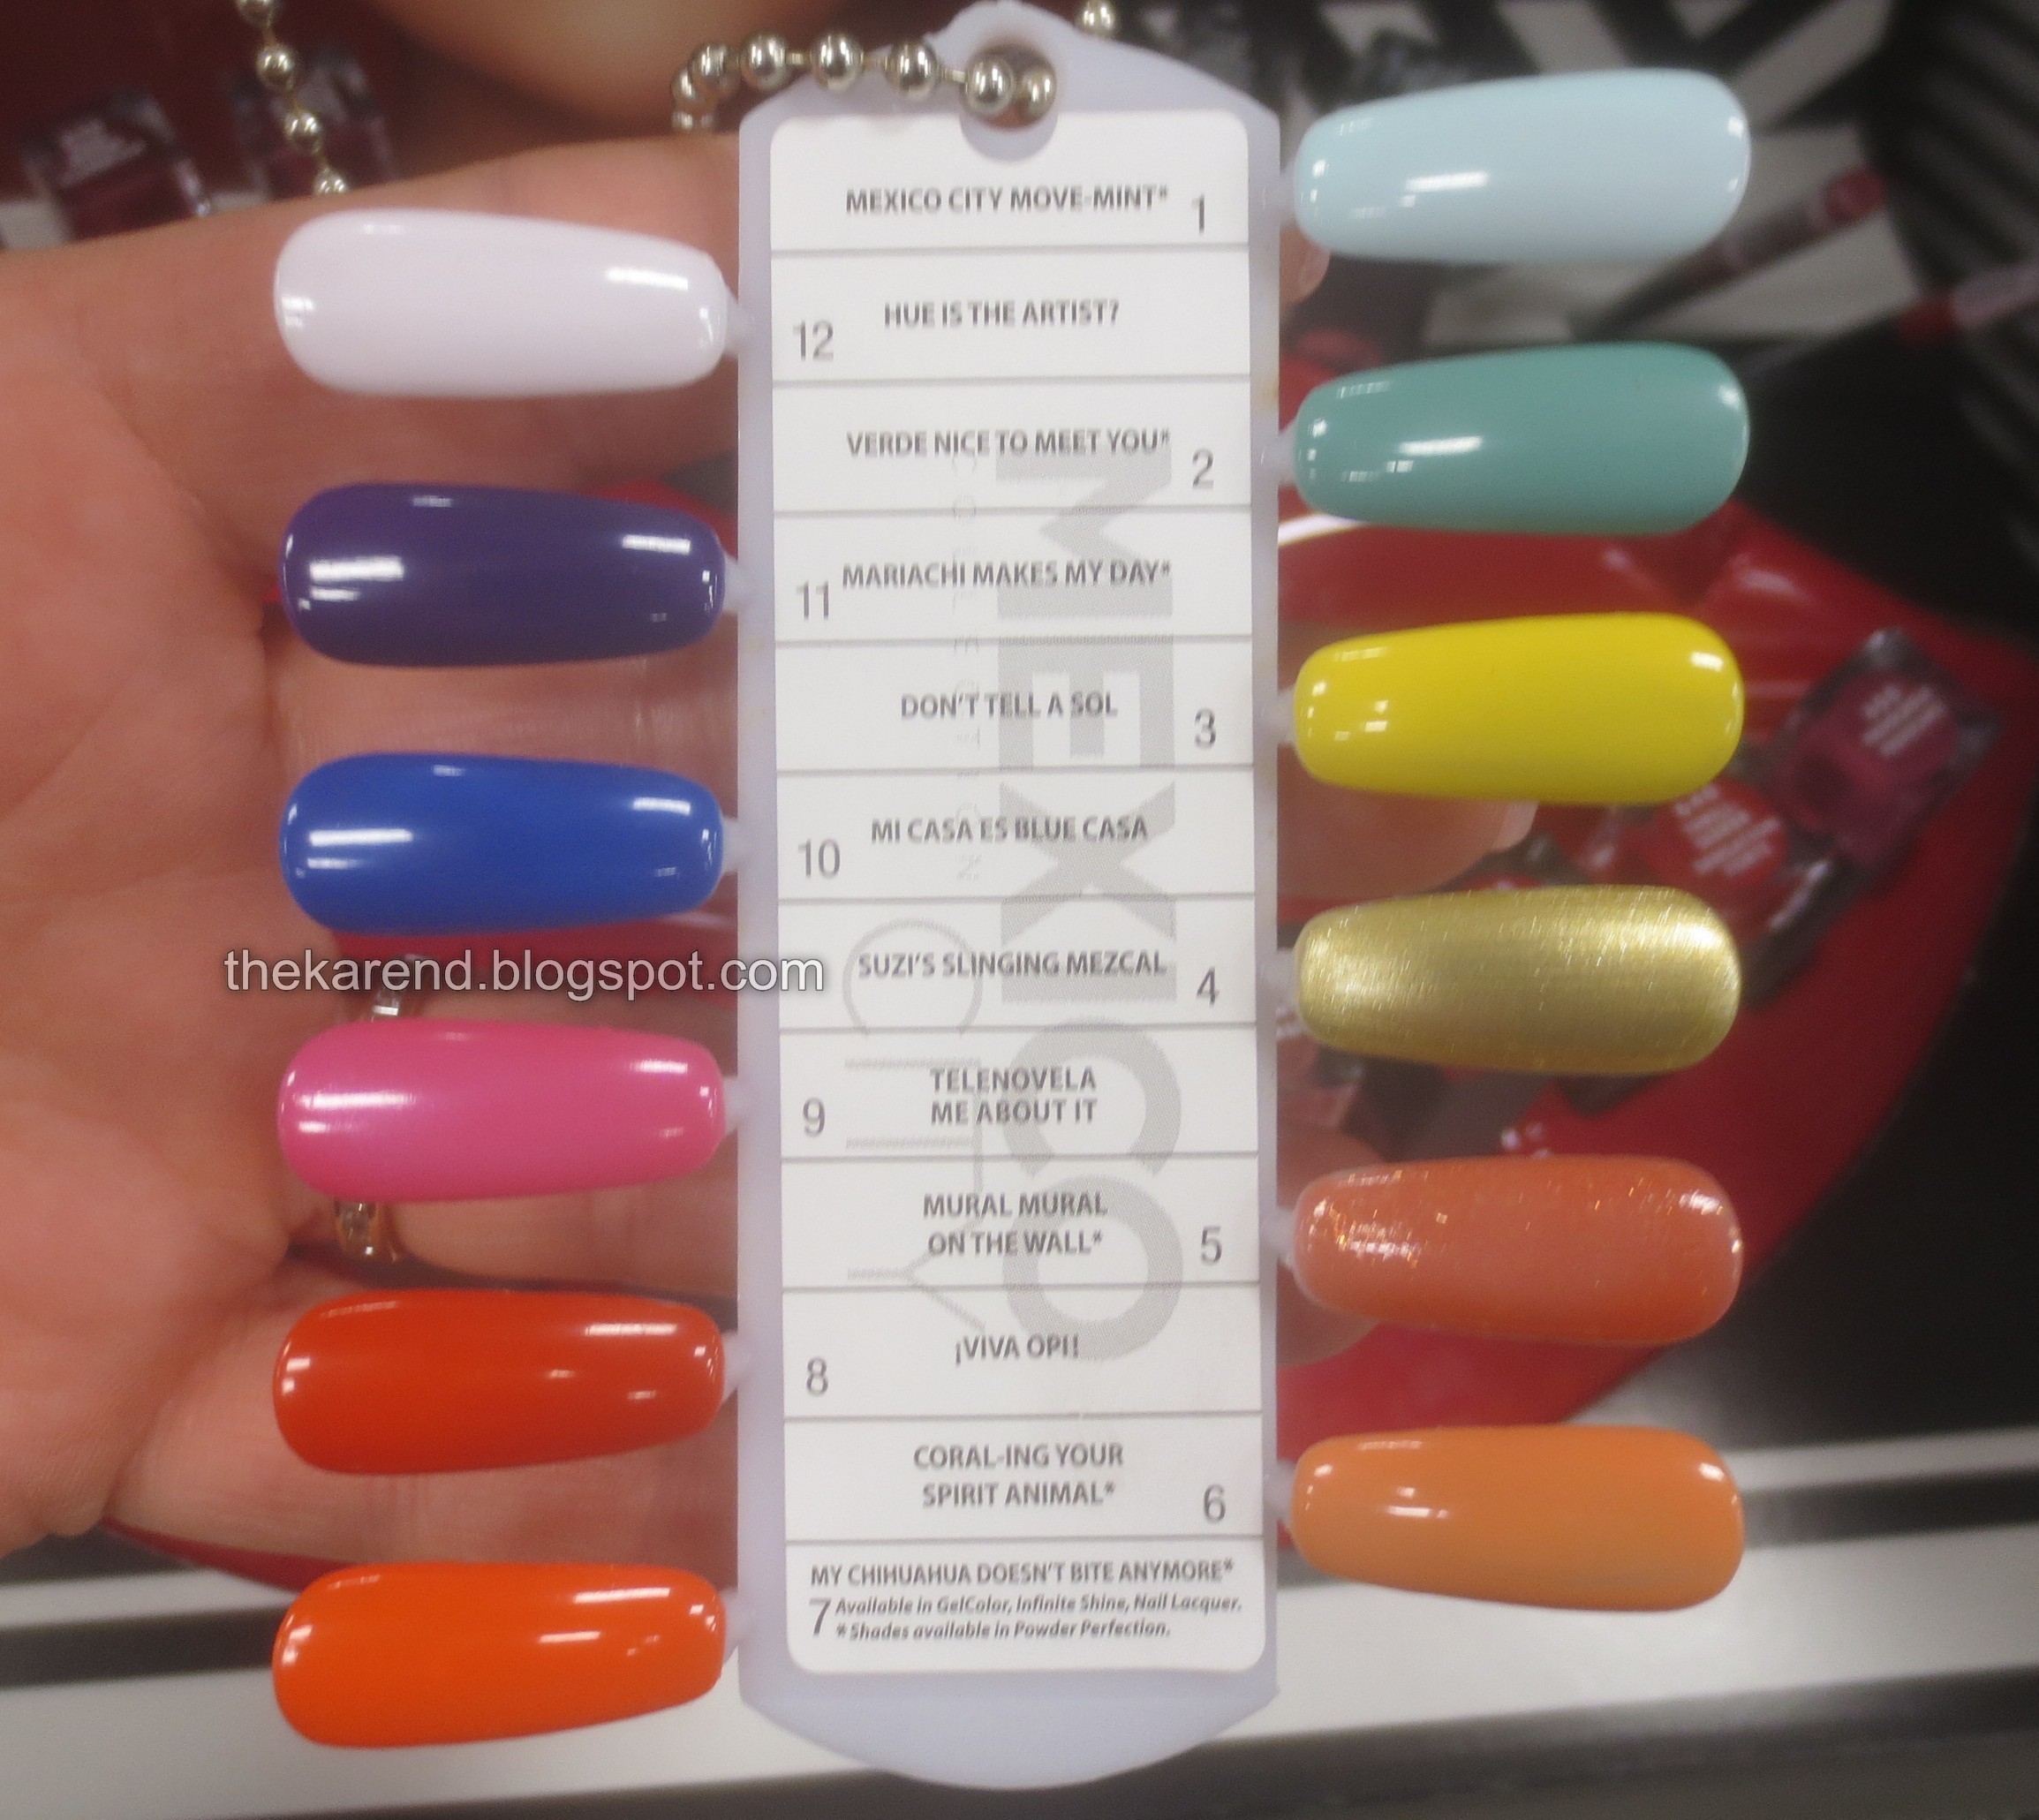 MEXICO CITY MOVE-MINT* 1
12 HUE IS THE ARTIST?
VERDE NICE TO MEET YOU* 2
11 MARIACHI MAKES MY DAY*
DON'T TELL A SOL 3
10 MI CASA ES BLUE CASA
SUZI'S SLINGING MEZCAL 4
9 TELENOVELA
ME ABOUT IT
MURAL MURAL
ON THE WALL* 5
8 ¡VIVA OPI!
CORAL-ING YOUR
SPIRIT ANIMAL* 6
MY CHIHUAHUA DOESN'T BITE ANYMORE*
7 Available in GelColor, Infinite Shine, Nail Lacquer.
* Shades available in Powder Perfection.
MEXICO
CITY
thekarend.blogspot.com